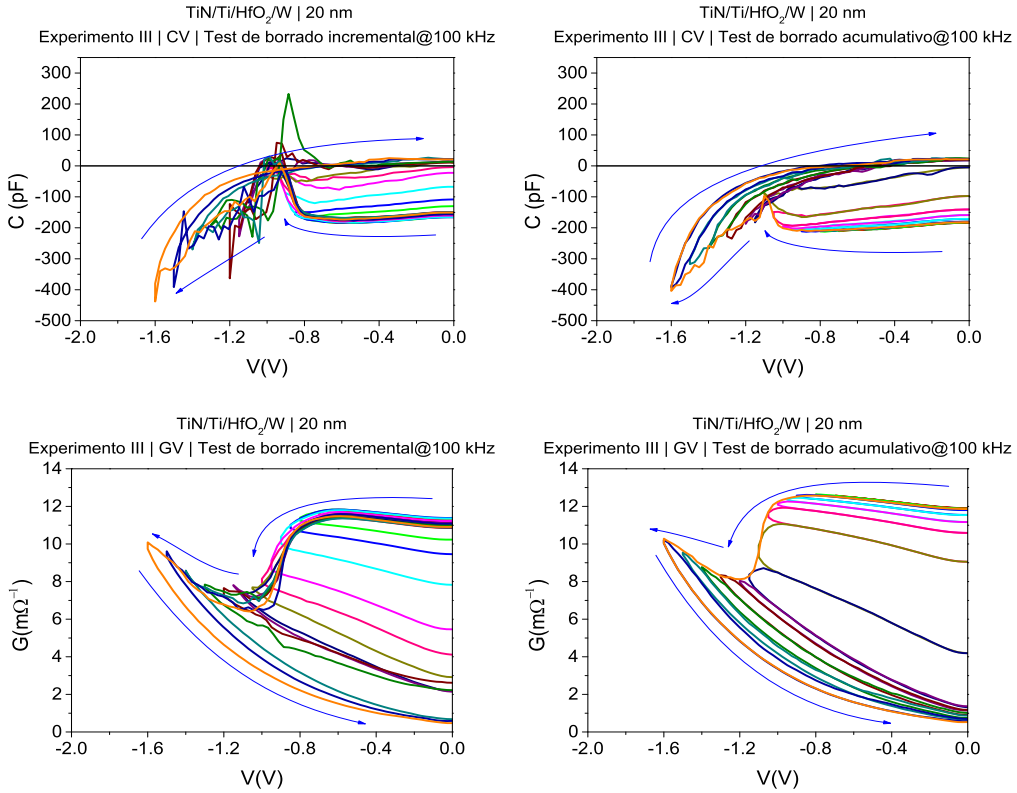 TiN/Ti/HfO₂/W | 20 nm
Experimento III | CV | Test de borrado incremental@100 kHz
300
200
100
0
-100
-200
-300
-400
-500
C (pF)
-2.0 -1.6 -1.2 -0.8 -0.4 0.0
V(V)
TiN/Ti/HfO₂/W | 20 nm
Experimento III | CV | Test de borrado acumulativo@100 kHz
300
200
100
0
-100
-200
-300
-400
-500
C (pF)
-2.0 -1.6 -1.2 -0.8 -0.4 0.0
V(V)
TiN/Ti/HfO₂/W | 20 nm
Experimento III | GV | Test de borrado incremental@100 kHz
14
12
10
8
6
4
2
0
G(mΩ⁻¹)
-2.0 -1.6 -1.2 -0.8 -0.4 0.0
V(V)
TiN/Ti/HfO₂/W | 20 nm
Experimento III | GV | Test de borrado acumulativo@100 kHz
14
12
10
8
6
4
2
0
G(mΩ⁻¹)
-2.0 -1.6 -1.2 -0.8 -0.4 0.0
V(V)